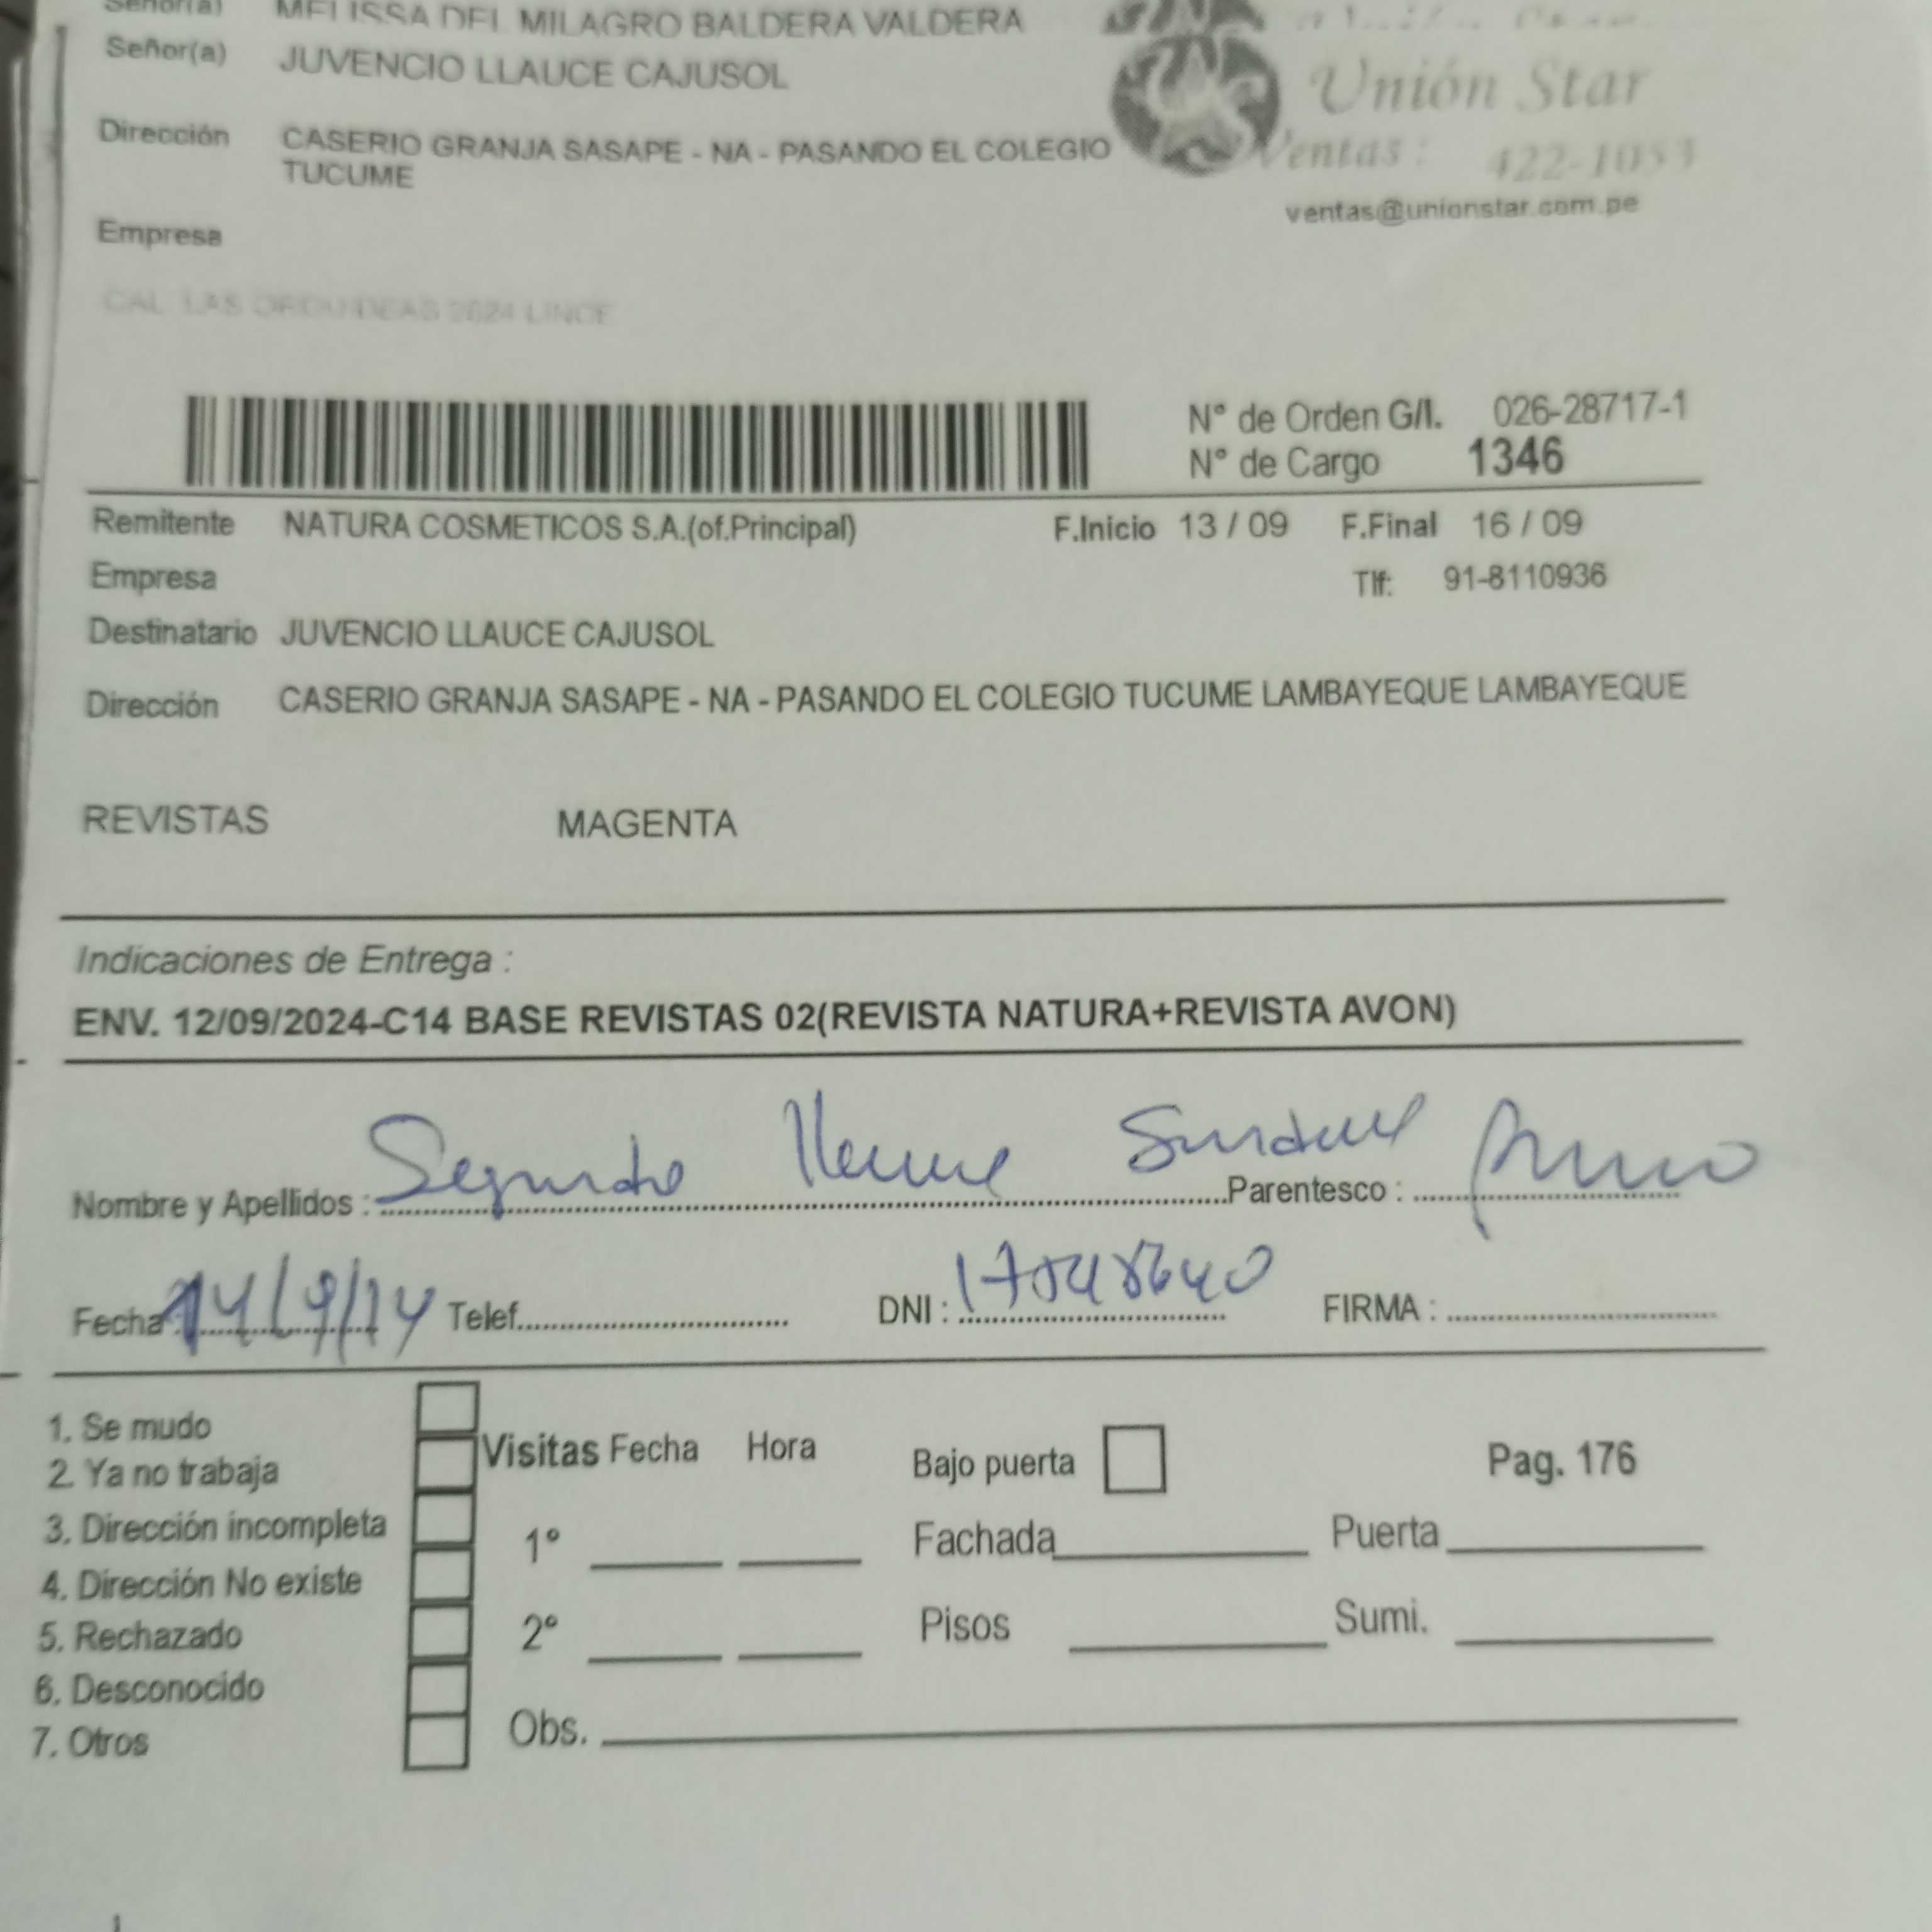 Señor(a) MELISSA DEL MILAGRO BALDERA VALDERA
Señor(a) JUVENCIO LLAUCE CAJUSOL
Unión Star
Dirección CASERIO GRANJA SASAPE - NA - PASANDO EL COLEGIO
TUCUME
Ventas : 422-1053
ventas@unionstar.com.pe
Empresa
CAL LAS 2024 LINCE
N° de Orden G/I. 026-28717-1
N° de Cargo 1346
Remitente NATURA COSMETICOS S.A.(of.Principal) F.Inicio 13 / 09 F.Final 16 / 09
Empresa Tlf: 91-8110936
Destinatario JUVENCIO LLAUCE CAJUSOL
Dirección CASERIO GRANJA SASAPE - NA - PASANDO EL COLEGIO TUCUME LAMBAYEQUE LAMBAYEQUE
REVISTAS MAGENTA
Indicaciones de Entrega :
ENV. 12/09/2024-C14 BASE REVISTAS 02(REVISTA NATURA+REVISTA AVON)
Nombre y Apellidos : Segundo Parentesco :
Fecha : 14/9/14 Telef. DNI : FIRMA :
1. Se mudo
2. Ya no trabaja
3. Dirección incompleta
4. Dirección No existe
5. Rechazado
6. Desconocido
7. Otros
Visitas Fecha Hora Bajo puerta Pag. 176
1° Fachada Puerta
2° Pisos Sumi.
Obs.